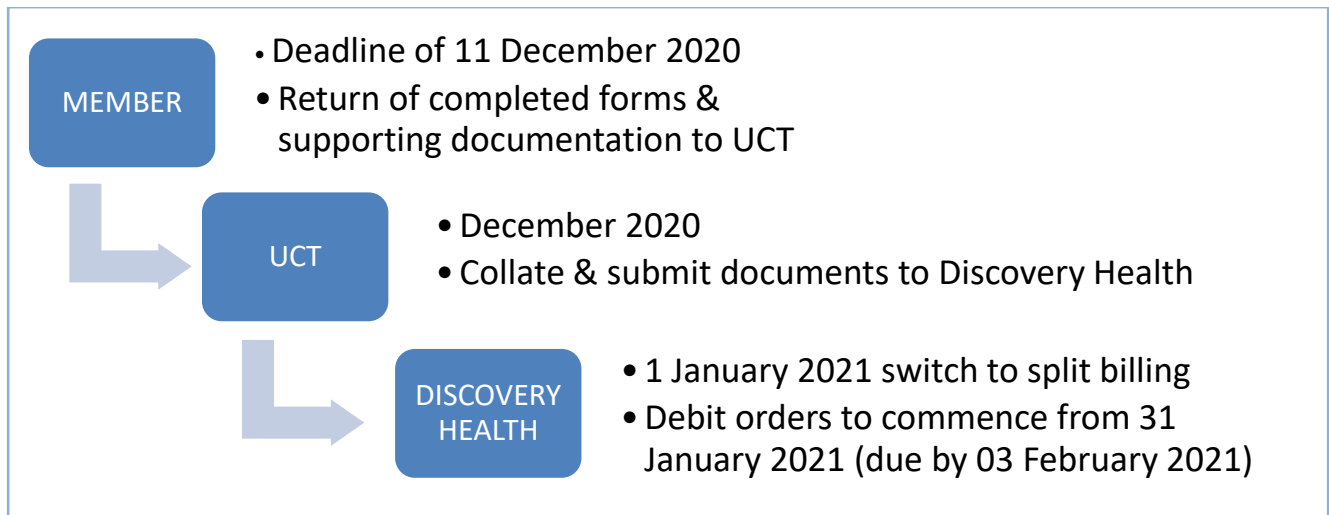 MEMBER
• Deadline of 11 December 2020
• Return of completed forms &
supporting documentation to UCT
UCT
• December 2020
• Collate & submit documents to Discovery Health
DISCOVERY
HEALTH
• 1 January 2021 switch to split billing
• Debit orders to commence from 31
January 2021 (due by 03 February 2021)